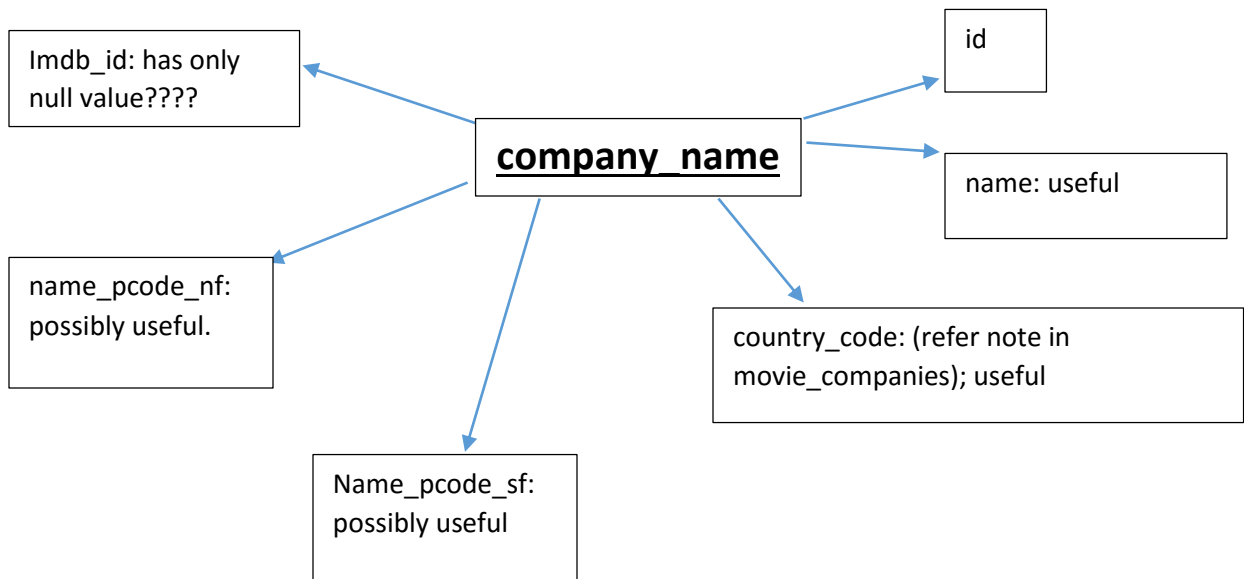 Imdb_id: has only
null value????
id
company_name
name: useful
name_pcode_nf:
possibly useful.
country_code: (refer note in
movie_companies); useful
Name_pcode_sf:
possibly useful